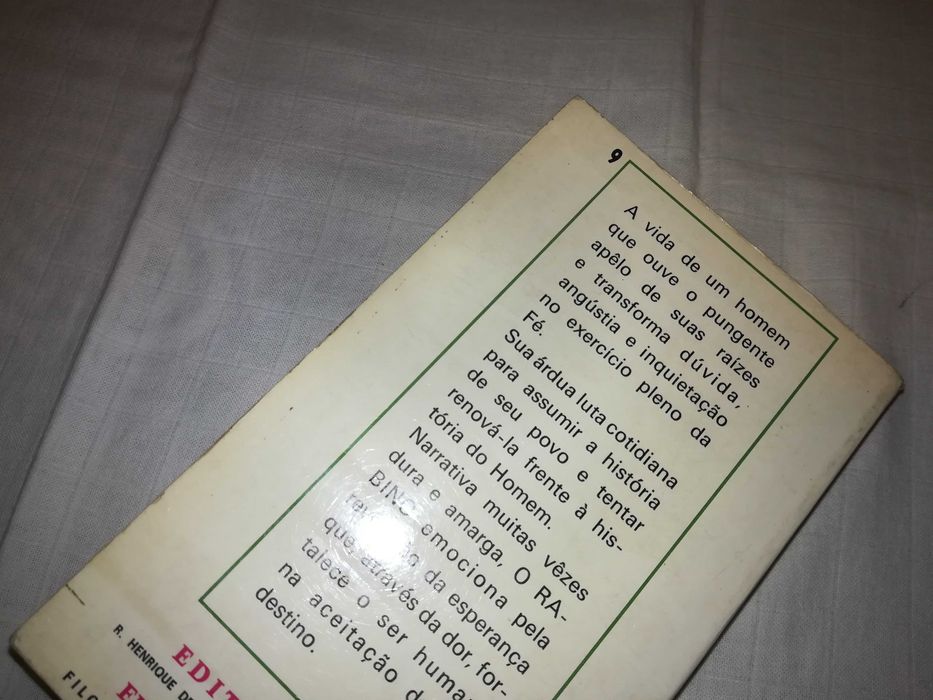 9
A vida de um homem
que ouve o pungente
apêlo de suas raízes
e transforma dúvida,
angústia e inquietação
no exercício pleno da
Fé.
Sua árdua luta cotidiana
para assumir a história
de seu povo e tentar
renová-la frente à his-
tória do Homem.
Narrativa muitas vêzes
dura e amarga, O RA-
BINO emociona pela
da esperança
que através da dor, for-
talece o ser
na aceitação
destino.
EDIT
R. HENRIQUE